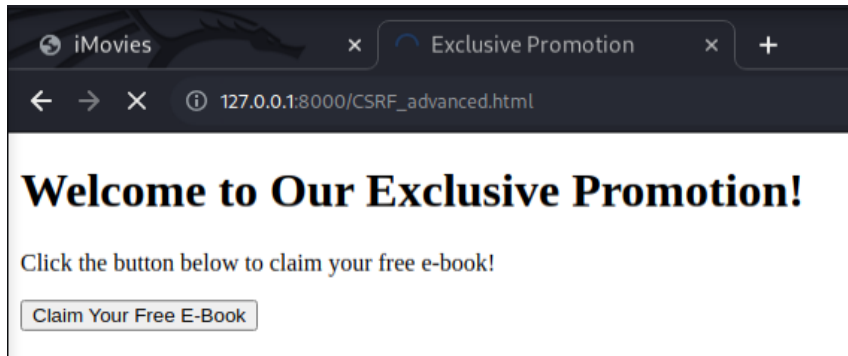 iMovies
Exclusive Promotion
127.0.0.1:8000/CSRF_advanced.html
Welcome to Our Exclusive Promotion!
Click the button below to claim your free e-book!
Claim Your Free E-Book